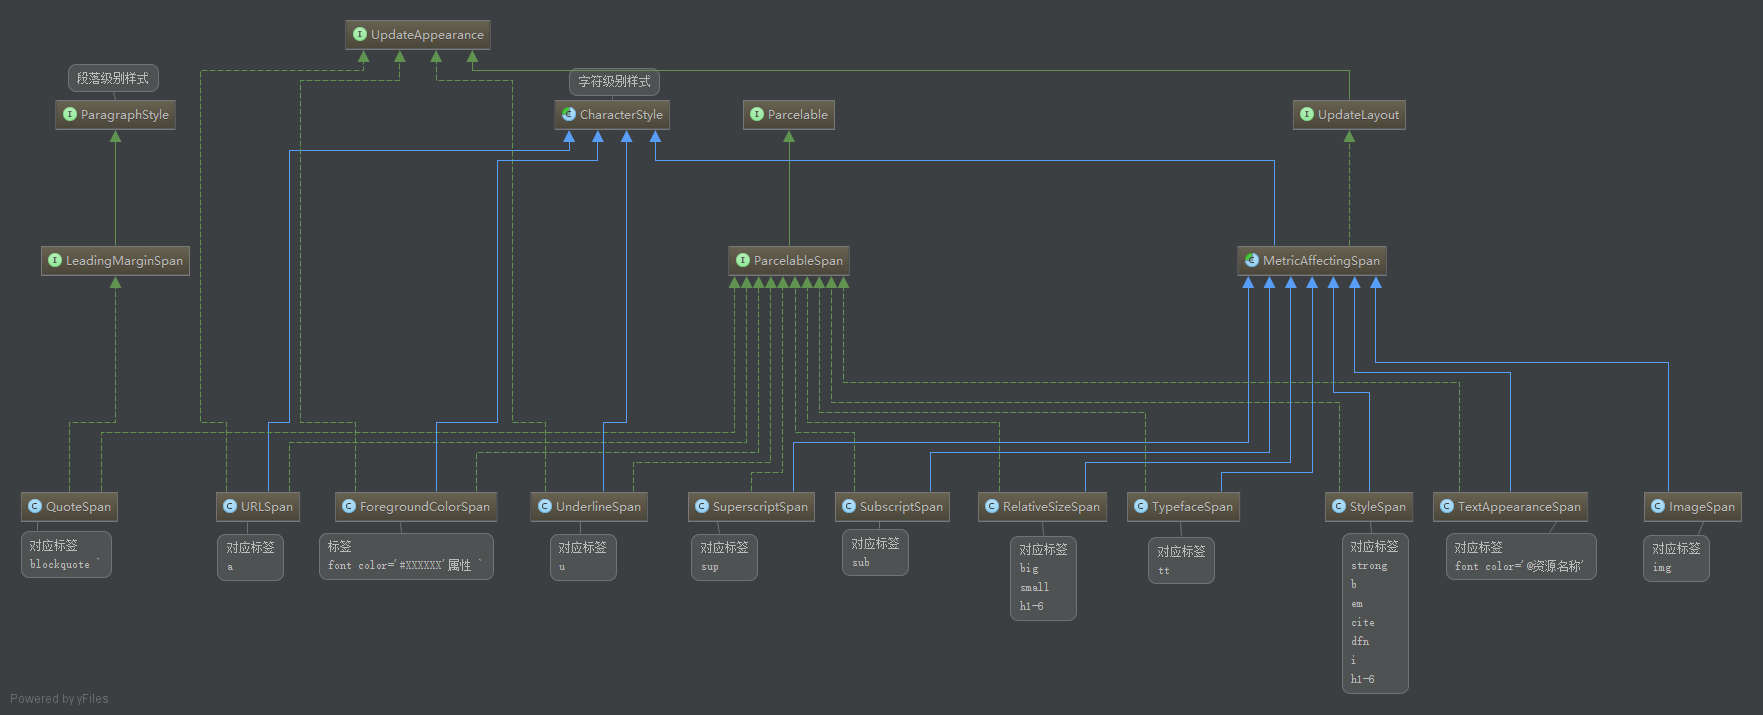 UpdateAppearance
段落级别样式
字符级别样式
ParagraphStyle
CharacterStyle
Parcelable
UpdateLayout
LeadingMarginSpan
ParcelableSpan
MetricAffectingSpan
QuoteSpan
URLSpan
ForegroundColorSpan
UnderlineSpan
SuperscriptSpan
SubscriptSpan
RelativeSizeSpan
TypefaceSpan
StyleSpan
TextAppearanceSpan
ImageSpan
对应标签
blockquote `
对应标签
a
标签
font color='#XXXXXX'属性 `
对应标签
u
对应标签
sup
对应标签
sub
对应标签
big
small
h1-6
对应标签
tt
对应标签
strong
b
em
cite
dfn
i
h1-6
对应标签
font color='@资源名称'
对应标签
img
Powered by yFiles